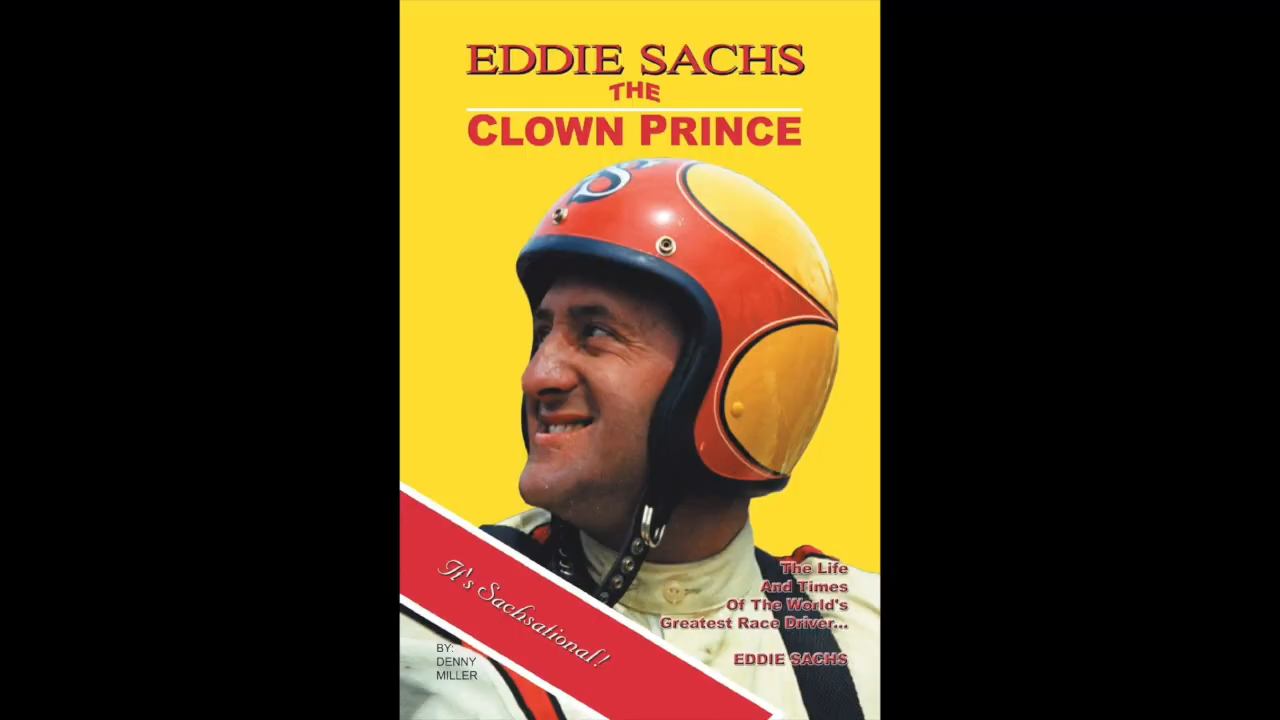 EDDIE SACHS
THE
CLOWN PRINCE
It's Sachsational!
The Life
And Times
Of The World's
Greatest Race Driver...
EDDIE SACHS
BY:
DENNY
MILLER